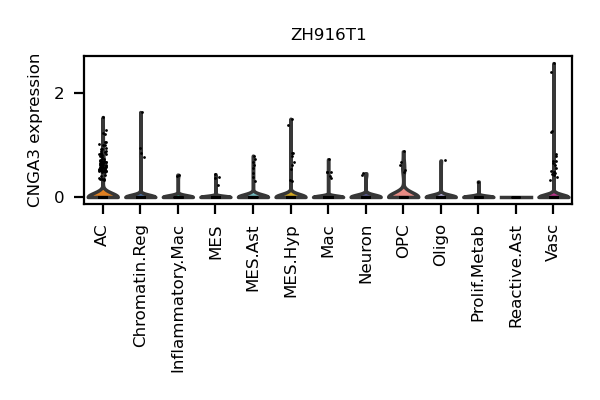 ZH916T1
CNGA3 expression
2
0
AC
Chromatin.Reg
Inflammatory.Mac
MES
MES.Ast
MES.Hyp
Mac
Neuron
OPC
Oligo
Prolif.Metab
Reactive.Ast
Vasc